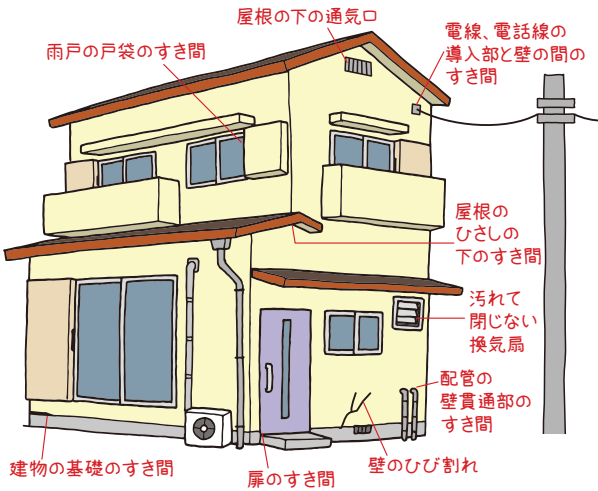 屋根の下の通気口
雨戸の戸袋のすき間
電線、電話線の
導入部と壁の間の
すき間
屋根の
ひさしの
下のすき間
汚れて
閉じない
換気扇
配管の
壁貫通部の
すき間
建物の基礎のすき間
扉のすき間
壁のひび割れ